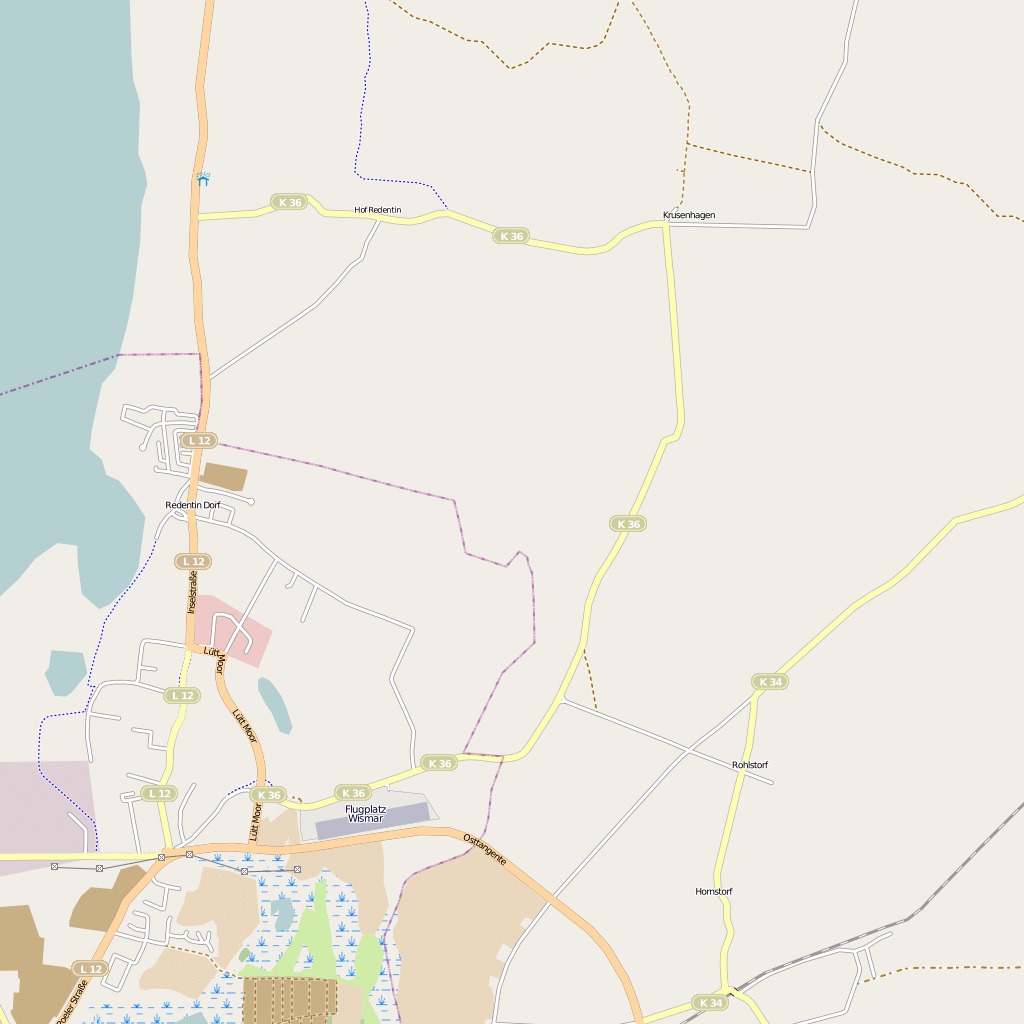 K 36
Hof Redentin
Krusenhagen
K 36
L 12
Redentin Dorf
K 36
L 12
Inselstraße
Lütt Moor
K 34
L 12
Lütt Moor
K 36
Rohlstorf
L 12
K 36
K 36
Flugplatz
Wismar
Lütt Moor
Osttangente
Hornstorf
L 12
Poeler Straße
K 34